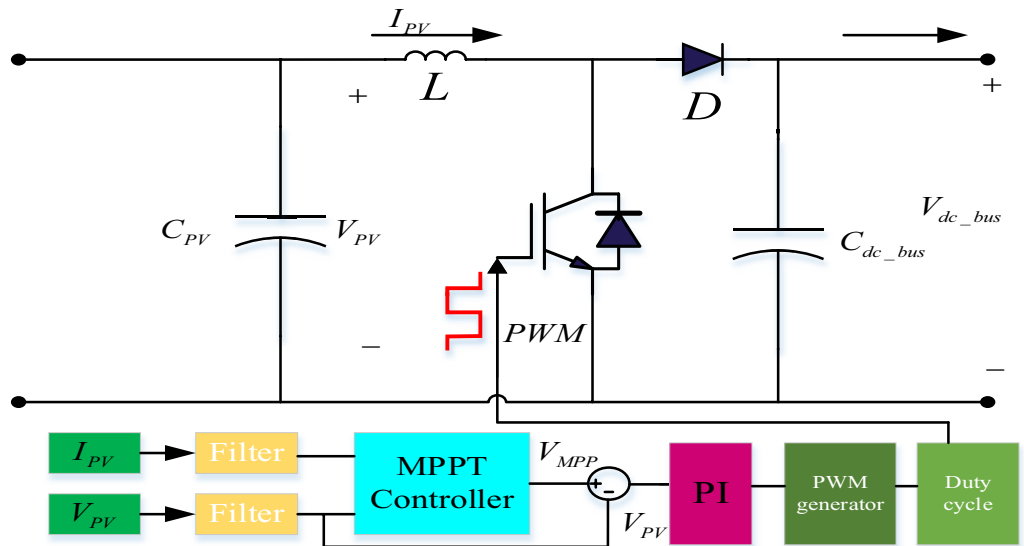 I_PV
L
D
+
+
C_PV
V_PV
V_dc_bus
C_dc_bus
PWM
−
−
I_PV
Filter
MPPT
Controller
V_MPP
+
-
PI
PWM
generator
Duty
cycle
V_PV
Filter
V_PV